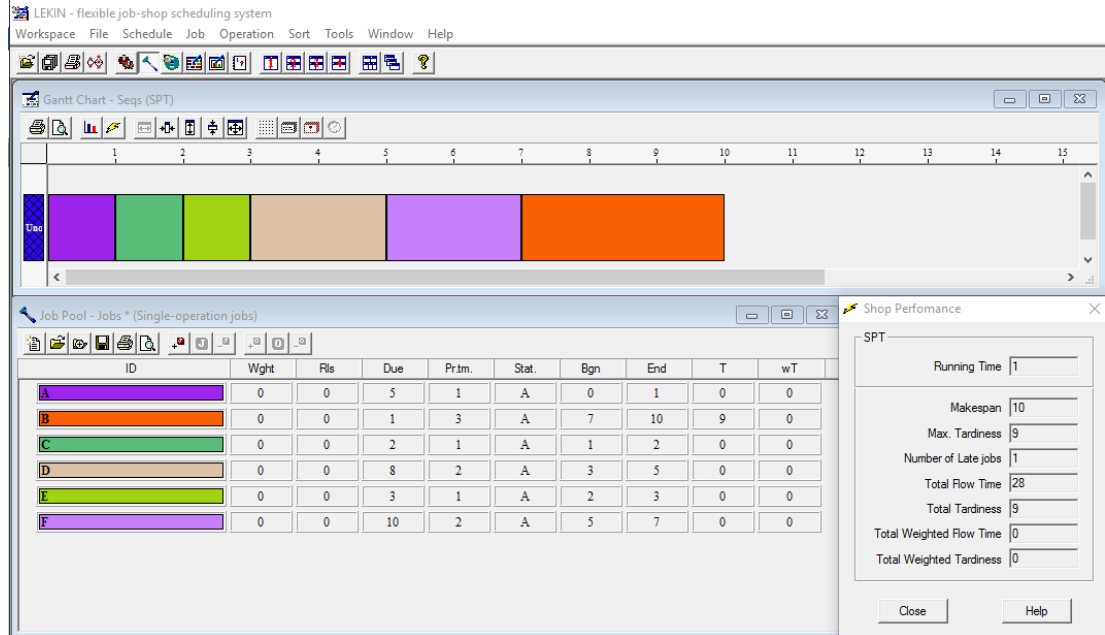 LEKIN - flexible job-shop scheduling system
Workspace File Schedule Job Operation Sort Tools Window Help
Gantt Chart - Seqs (SPT)
1 2 3 4 5 6 7 8 9 10 11 12 13 14 15
Uno
Job Pool - Jobs * (Single-operation jobs)
ID Wght Rls Due Pr.tm. Stat. Bgn End T wT
A 0 0 5 1 A 0 1 0 0
B 0 0 1 3 A 7 10 9 0
C 0 0 2 1 A 1 2 0 0
D 0 0 8 2 A 3 5 0 0
E 0 0 3 1 A 2 3 0 0
F 0 0 10 2 A 5 7 0 0
Shop Perfomance
SPT
Running Time 1
Makespan 10
Max. Tardiness 9
Number of Late jobs 1
Total Flow Time 28
Total Tardiness 9
Total Weighted Flow Time 0
Total Weighted Tardiness 0
Close Help